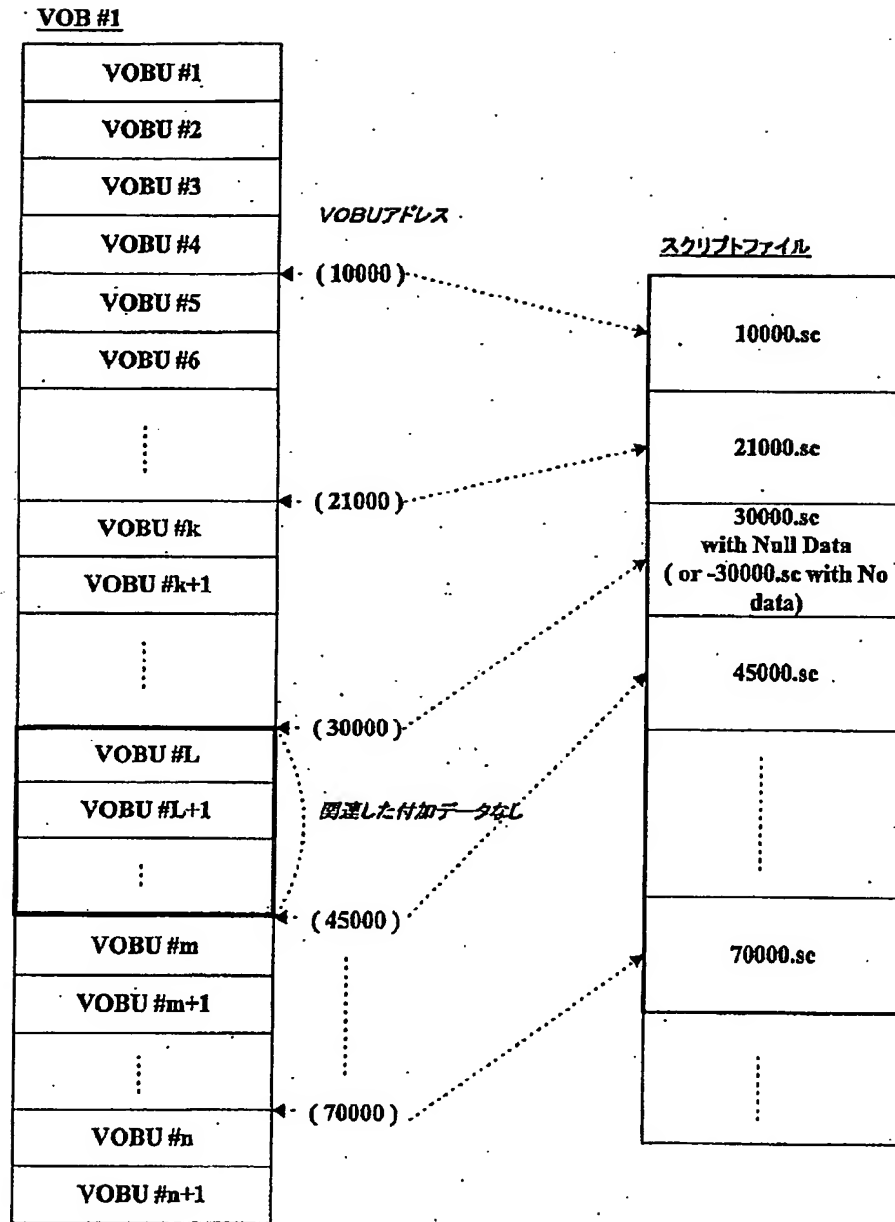 VOB #1
VOBU #1
VOBU #2
VOBU #3
VOBU #4
VOBU #5
VOBU #6
VOBU #k
VOBU #k+1
VOBU #L
VOBU #L+1
VOBU #m
VOBU #m+1
VOBU #n
VOBU #n+1
VOBUアドレス
(10000)
(21000)
(30000)
関連した付加データなし
(45000)
(70000)
スクリプトファイル
10000.sc
21000.sc
30000.sc
with Null Data
( or -30000.sc with No
data)
45000.sc
70000.sc